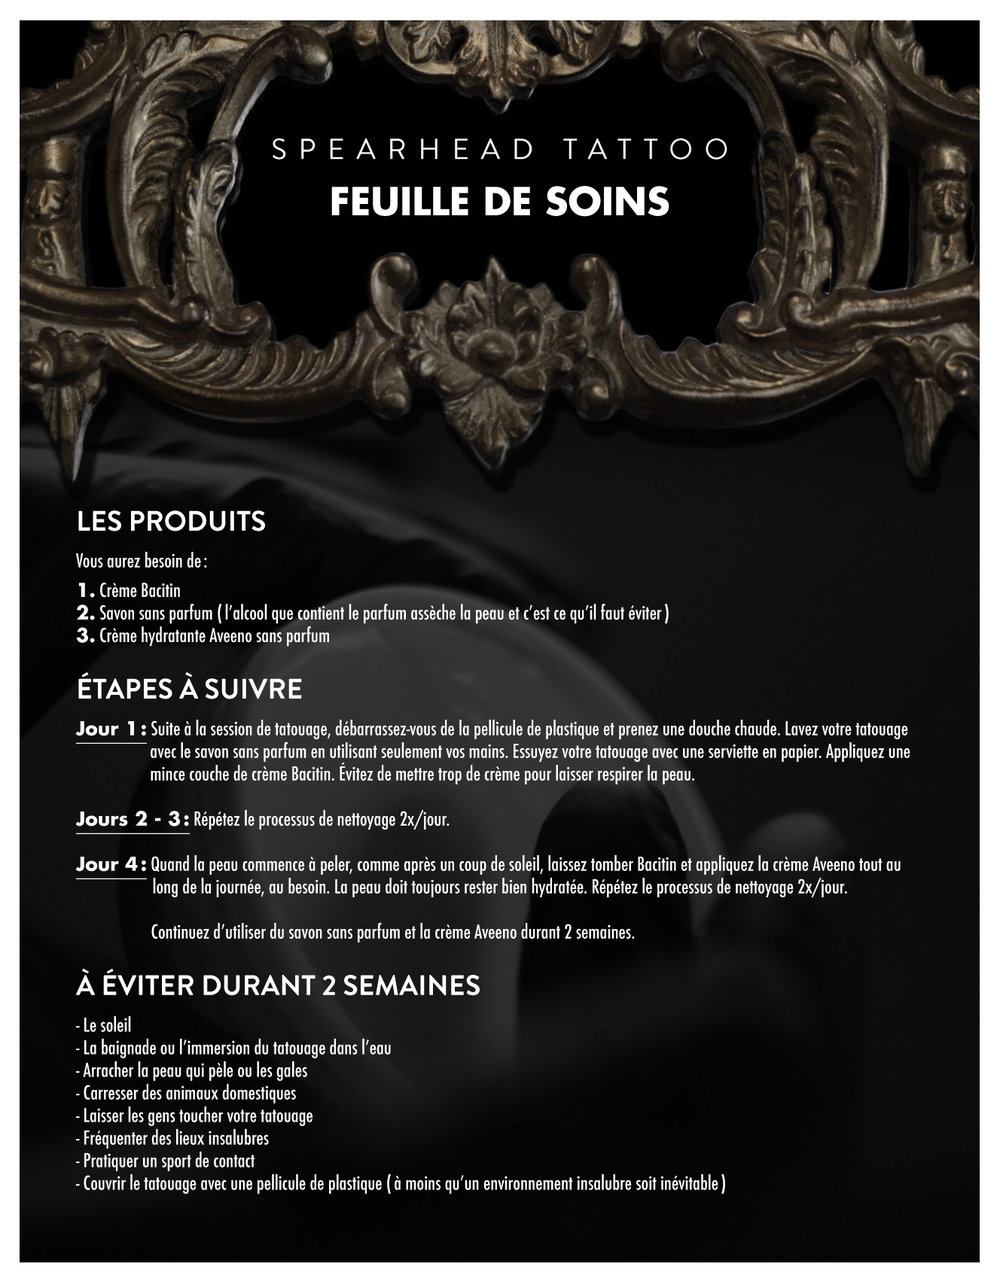 SPEARHEAD TATTOO
FEUILLE DE SOINS
LES PRODUITS
Vous aurez besoin de :
1. Crème Bacitin
2. Savon sans parfum ( l'alcool que contient le parfum assèche la peau et c'est ce qu'il faut éviter )
3. Crème hydratante Aveeno sans parfum
ÉTAPES À SUIVRE
Jour 1 : Suite à la session de tatouage, débarrassez-vous de la pellicule de plastique et prenez une douche chaude. Lavez votre tatouage
avec le savon sans parfum en utilisant seulement vos mains. Essuyez votre tatouage avec une serviette en papier. Appliquez une
mince couche de crème Bacitin. Évitez de mettre trop de crème pour laisser respirer la peau.
Jours 2 - 3 : Répétez le processus de nettoyage 2x/jour.
Jour 4 : Quand la peau commence à peler, comme après un coup de soleil, laissez tomber Bacitin et appliquez la crème Aveeno tout au
long de la journée, au besoin. La peau doit toujours rester bien hydratée. Répétez le processus de nettoyage 2x/jour.
Continuez d'utiliser du savon sans parfum et la crème Aveeno durant 2 semaines.
À ÉVITER DURANT 2 SEMAINES
- Le soleil
- La baignade ou l'immersion du tatouage dans l'eau
- Arracher la peau qui pèle ou les gales
- Carresser des animaux domestiques
- Laisser les gens toucher votre tatouage
- Fréquenter des lieux insalubres
- Pratiquer un sport de contact
- Couvrir le tatouage avec une pellicule de plastique ( à moins qu'un environnement insalubre soit inévitable )